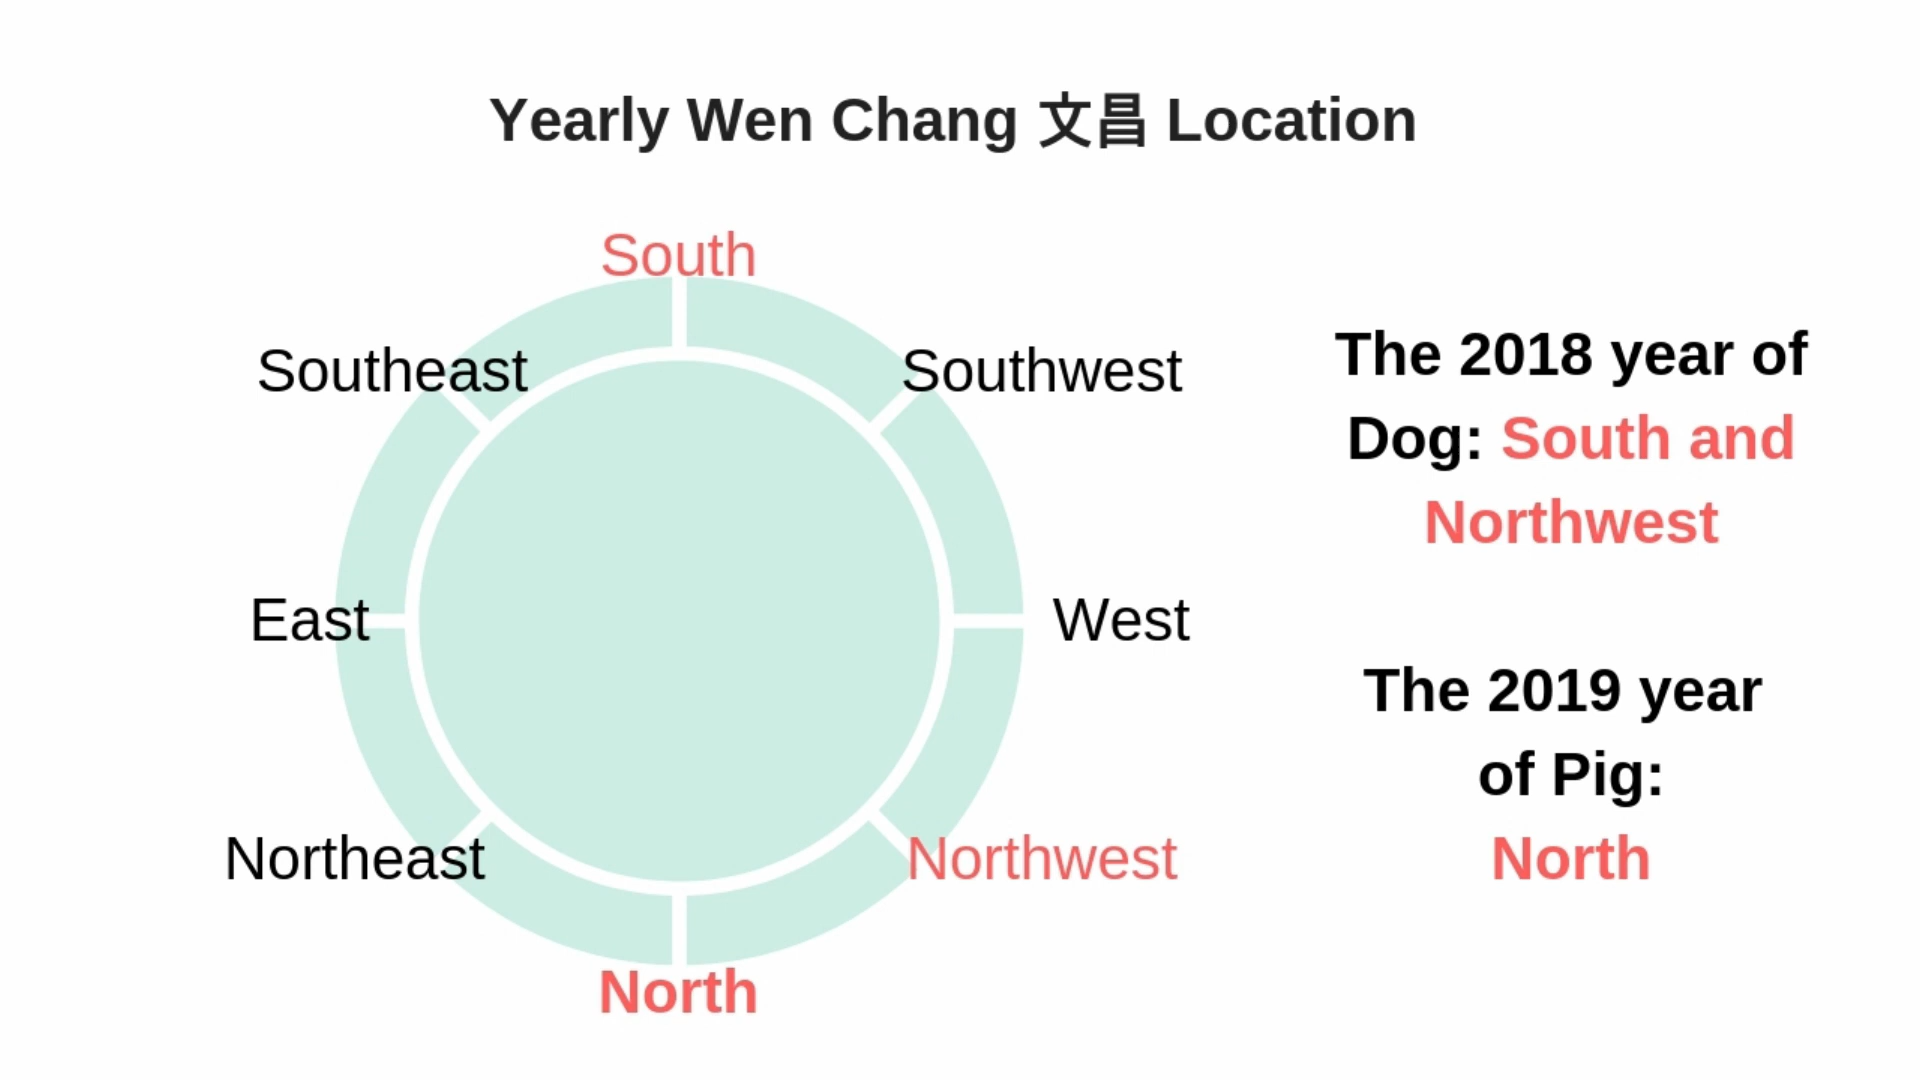 Yearly Wen Chang 文昌 Location
South
Southeast
Southwest
East
West
Northeast
Northwest
North
The 2018 year of
Dog: South and
Northwest
The 2019 year
of Pig:
North